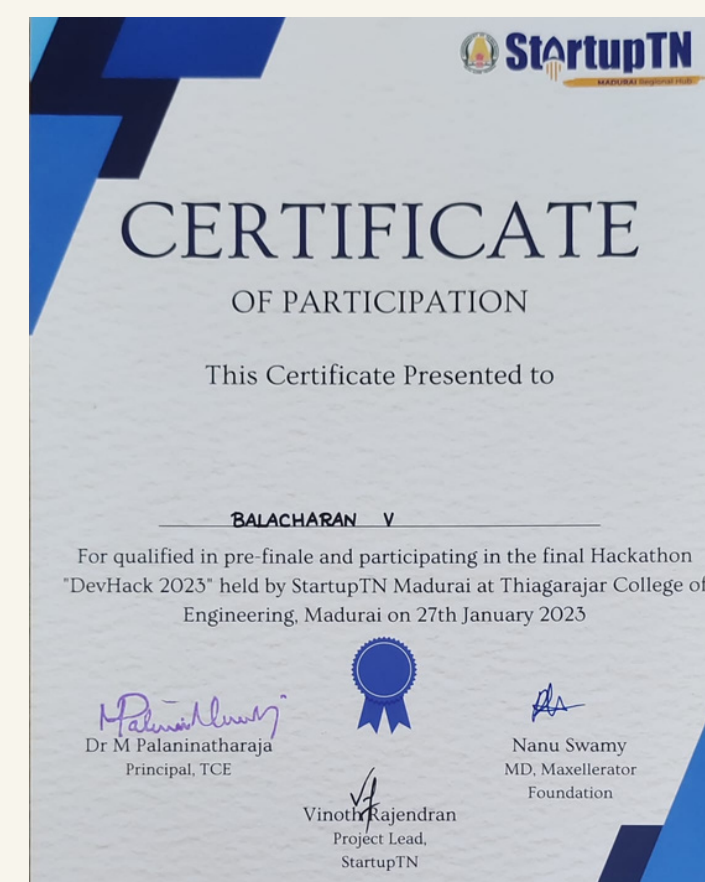 StartupTN
MADURAI Regional Hub
CERTIFICATE
OF PARTICIPATION
This Certificate Presented to
BALACHARAN V
For qualified in pre-finale and participating in the final Hackathon
"DevHack 2023" held by StartupTN Madurai at Thiagarajar College of
Engineering, Madurai on 27th January 2023
Dr M Palaninatharaja
Principal, TCE
Nanu Swamy
MD, Maxellerator
Foundation
Vinoth Rajendran
Project Lead,
StartupTN